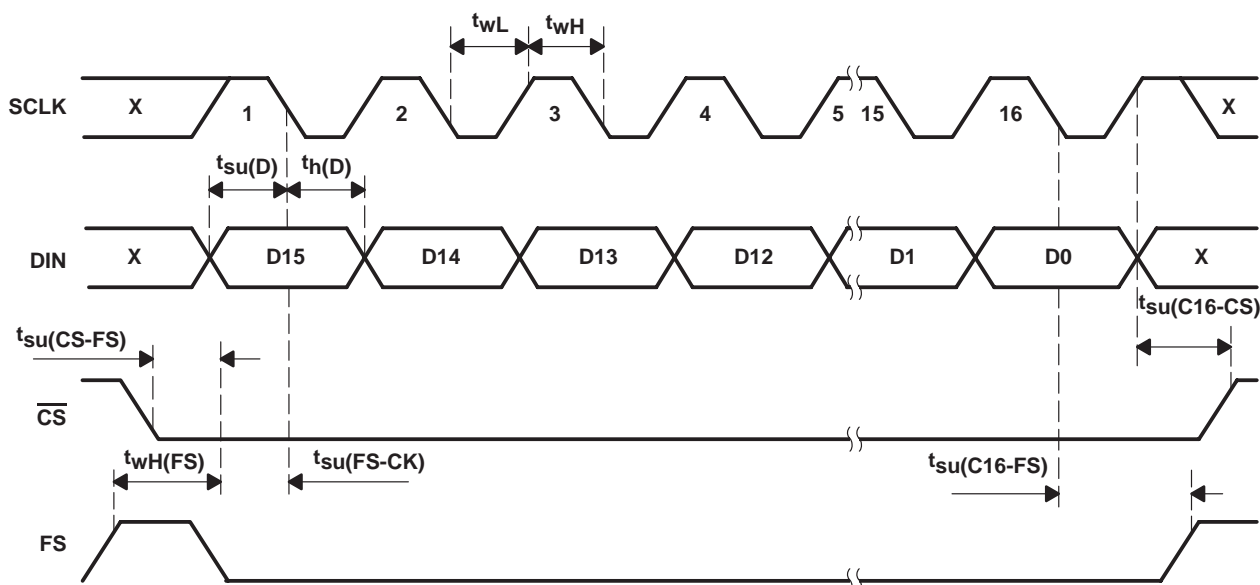 twL twH
SCLK X 1 2 3 4 5 15 16 X
tsu(D) th(D)
DIN X D15 D14 D13 D12 D1 D0 X
tsu(C16-CS)
tsu(CS-FS)
CS
twH(FS) tsu(FS-CK) tsu(C16-FS)
FS